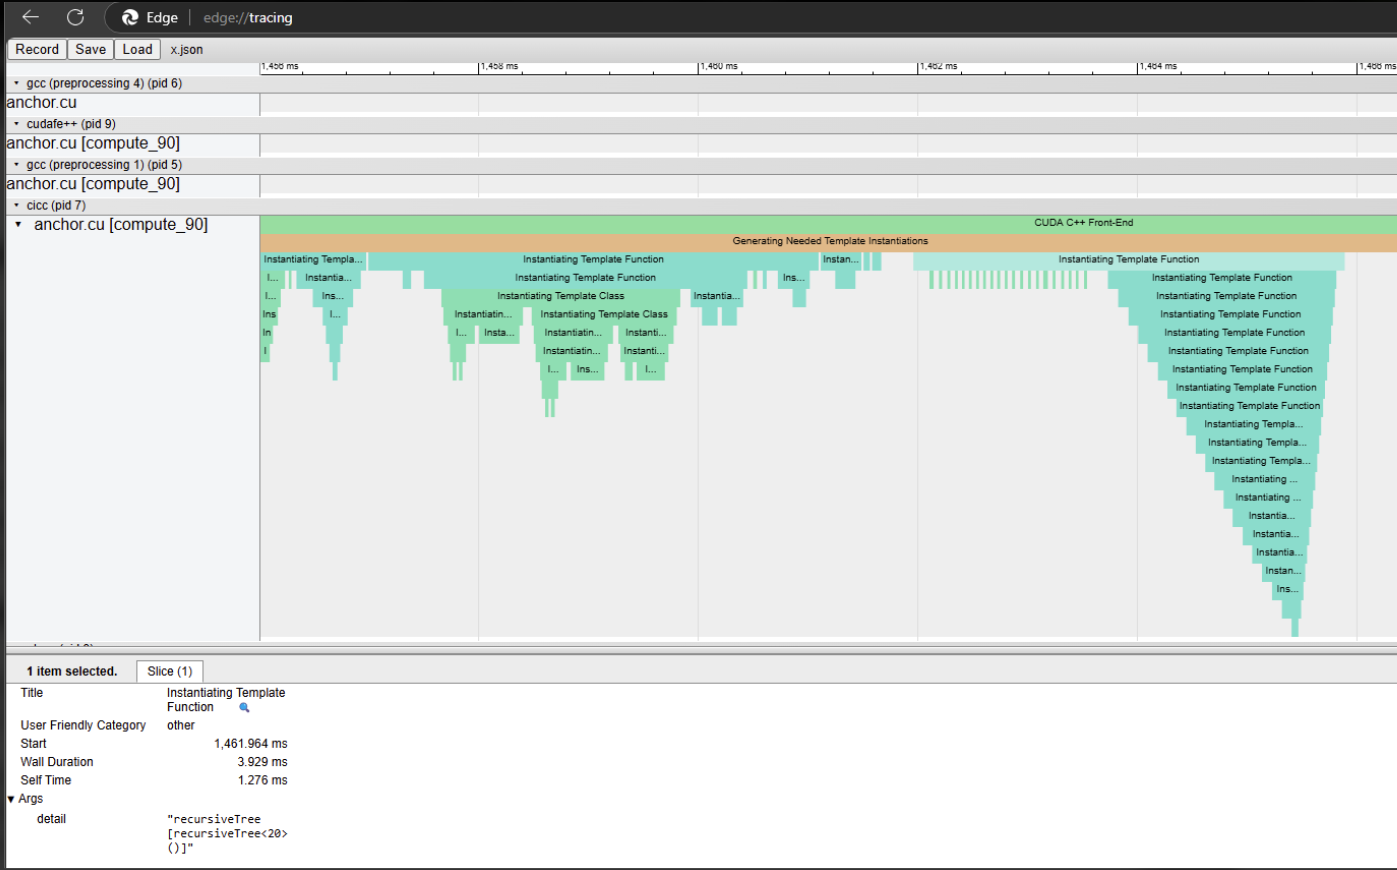 Edge edge://tracing
Record Save Load x.json
1,456 ms 1,458 ms 1,460 ms 1,462 ms 1,464 ms 1,466 ms
gcc (preprocessing 4) (pid 6)
anchor.cu
cudafe++ (pid 9)
anchor.cu [compute_90]
gcc (preprocessing 1) (pid 5)
anchor.cu [compute_90]
cicc (pid 7)
anchor.cu [compute_90] CUDA C++ Front-End
Generating Needed Template Instantiations
Instantiating Templa... Instantiating Template Function Instan... Instantiating Template Function
I... Instantia... Instantiating Template Function Ins... Instantiating Template Function
I... Ins... Instantiating Template Class Instantia... Instantiating Template Function
Ins I... Instantiatin... Instantiating Template Class Instantiating Template Function
In I... Insta... Instantiatin... Instanti... Instantiating Template Function
I Instantiatin... Instanti... Instantiating Template Function
I... Ins... I... Instantiating Template Function
Instantiating Template Function
Instantiating Template Function
Instantiating Templa...
Instantiating Templa...
Instantiating Templa...
Instantiating ...
Instantiating ...
Instantia...
Instantia...
Instantia...
Instan...
Ins...
1 item selected. Slice (1)
Title Instantiating Template
Function
User Friendly Category other
Start 1,461.964 ms
Wall Duration 3.929 ms
Self Time 1.276 ms
Args
detail "recursiveTree
[recursiveTree<20>
()]"